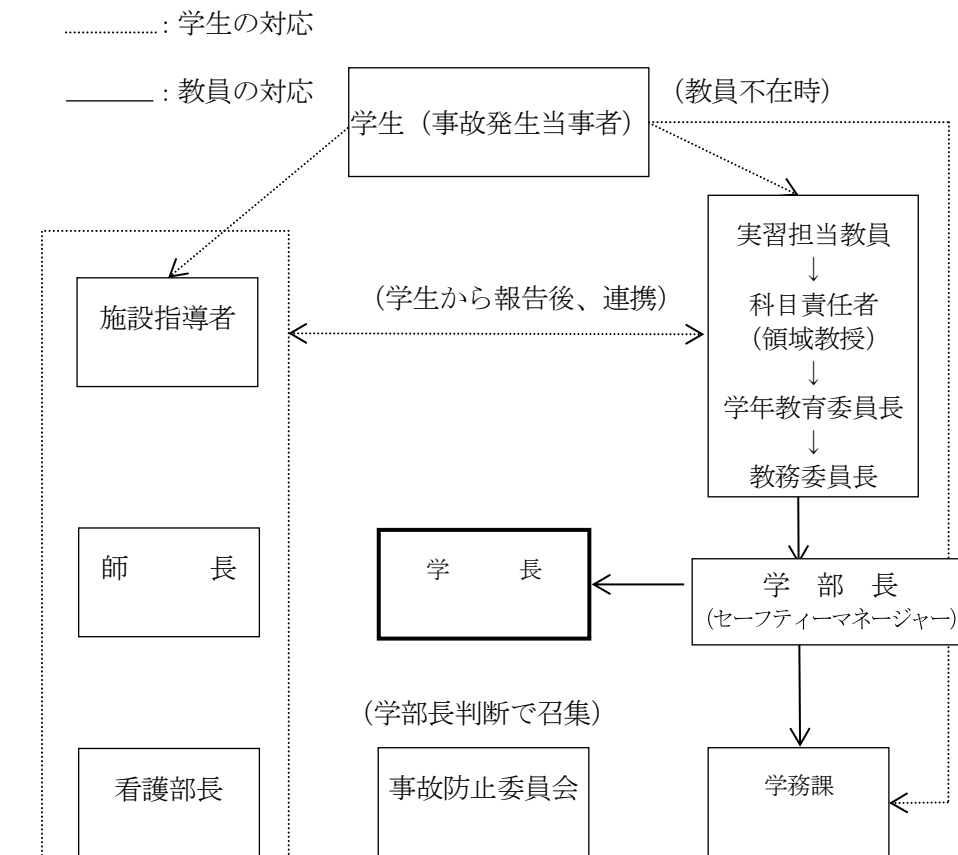 : 学生の対応
: 教員の対応
(教員不在時)
学生（事故発生当事者）
実習担当教員
↓
科目責任者
（領域教授）
↓
学年教育委員長
↓
教務委員長
(学生から報告後、連携)
施設指導者
師　長
学　長
学　部　長
(セーフティーマネージャー)
(学部長判断で召集)
看護部長
事故防止委員会
学務課